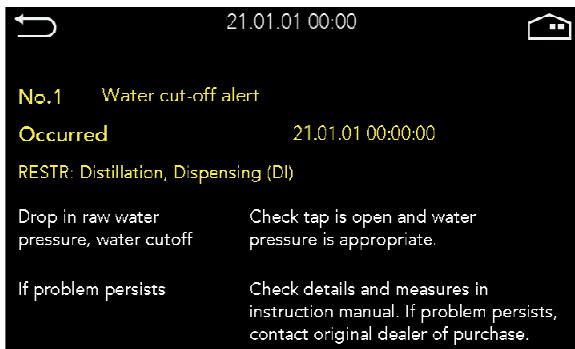 21.01.01 00:00
No.1 Water cut-off alert
Occurred 21.01.01 00:00:00
RESTR: Distillation, Dispensing (DI)
Drop in raw water
pressure, water cutoff
Check tap is open and water
pressure is appropriate.
If problem persists
Check details and measures in
instruction manual. If problem persists,
contact original dealer of purchase.